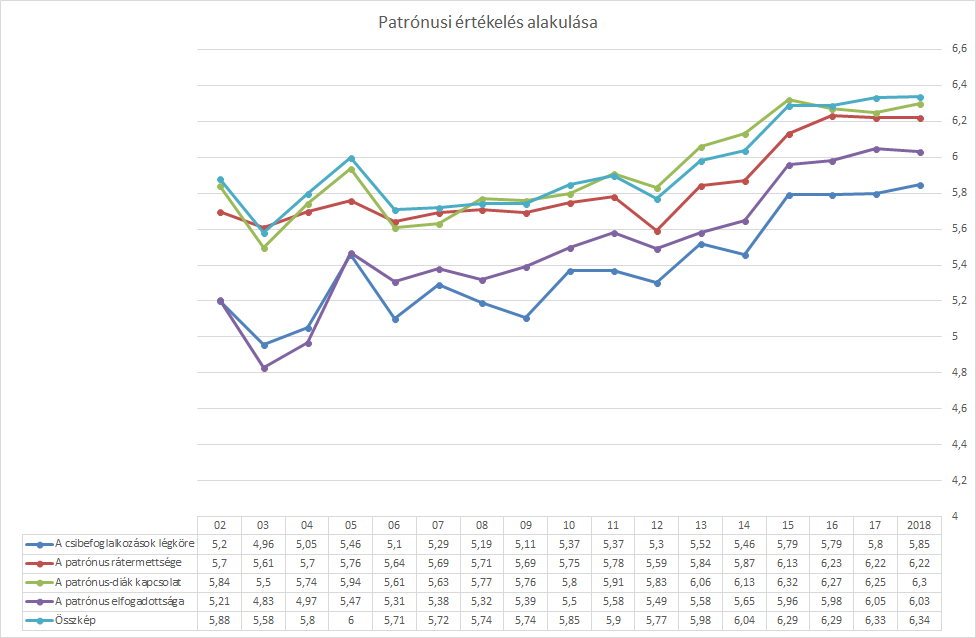 Patrónusi értékelés alakulása
6,6
6,4
6,2
6
5,8
5,6
5,4
5,2
5
4,8
4,6
4,4
4,2
4
02 03 04 05 06 07 08 09 10 11 12 13 14 15 16 17 2018
A csibefoglalkozások légköre 5,2 4,96 5,05 5,46 5,1 5,29 5,19 5,11 5,37 5,37 5,3 5,52 5,46 5,79 5,79 5,8 5,85
A patrónus rátermettsége 5,7 5,61 5,7 5,76 5,64 5,69 5,71 5,69 5,75 5,78 5,59 5,84 5,87 6,13 6,23 6,22 6,22
A patrónus-diák kapcsolat 5,84 5,5 5,74 5,94 5,61 5,63 5,77 5,76 5,8 5,91 5,83 6,06 6,13 6,32 6,27 6,25 6,3
A patrónus elfogadottsága 5,21 4,83 4,97 5,47 5,31 5,38 5,32 5,39 5,5 5,58 5,49 5,58 5,65 5,96 5,98 6,05 6,03
Összkép 5,88 5,58 5,8 6 5,71 5,72 5,74 5,74 5,85 5,9 5,77 5,98 6,04 6,29 6,29 6,33 6,34